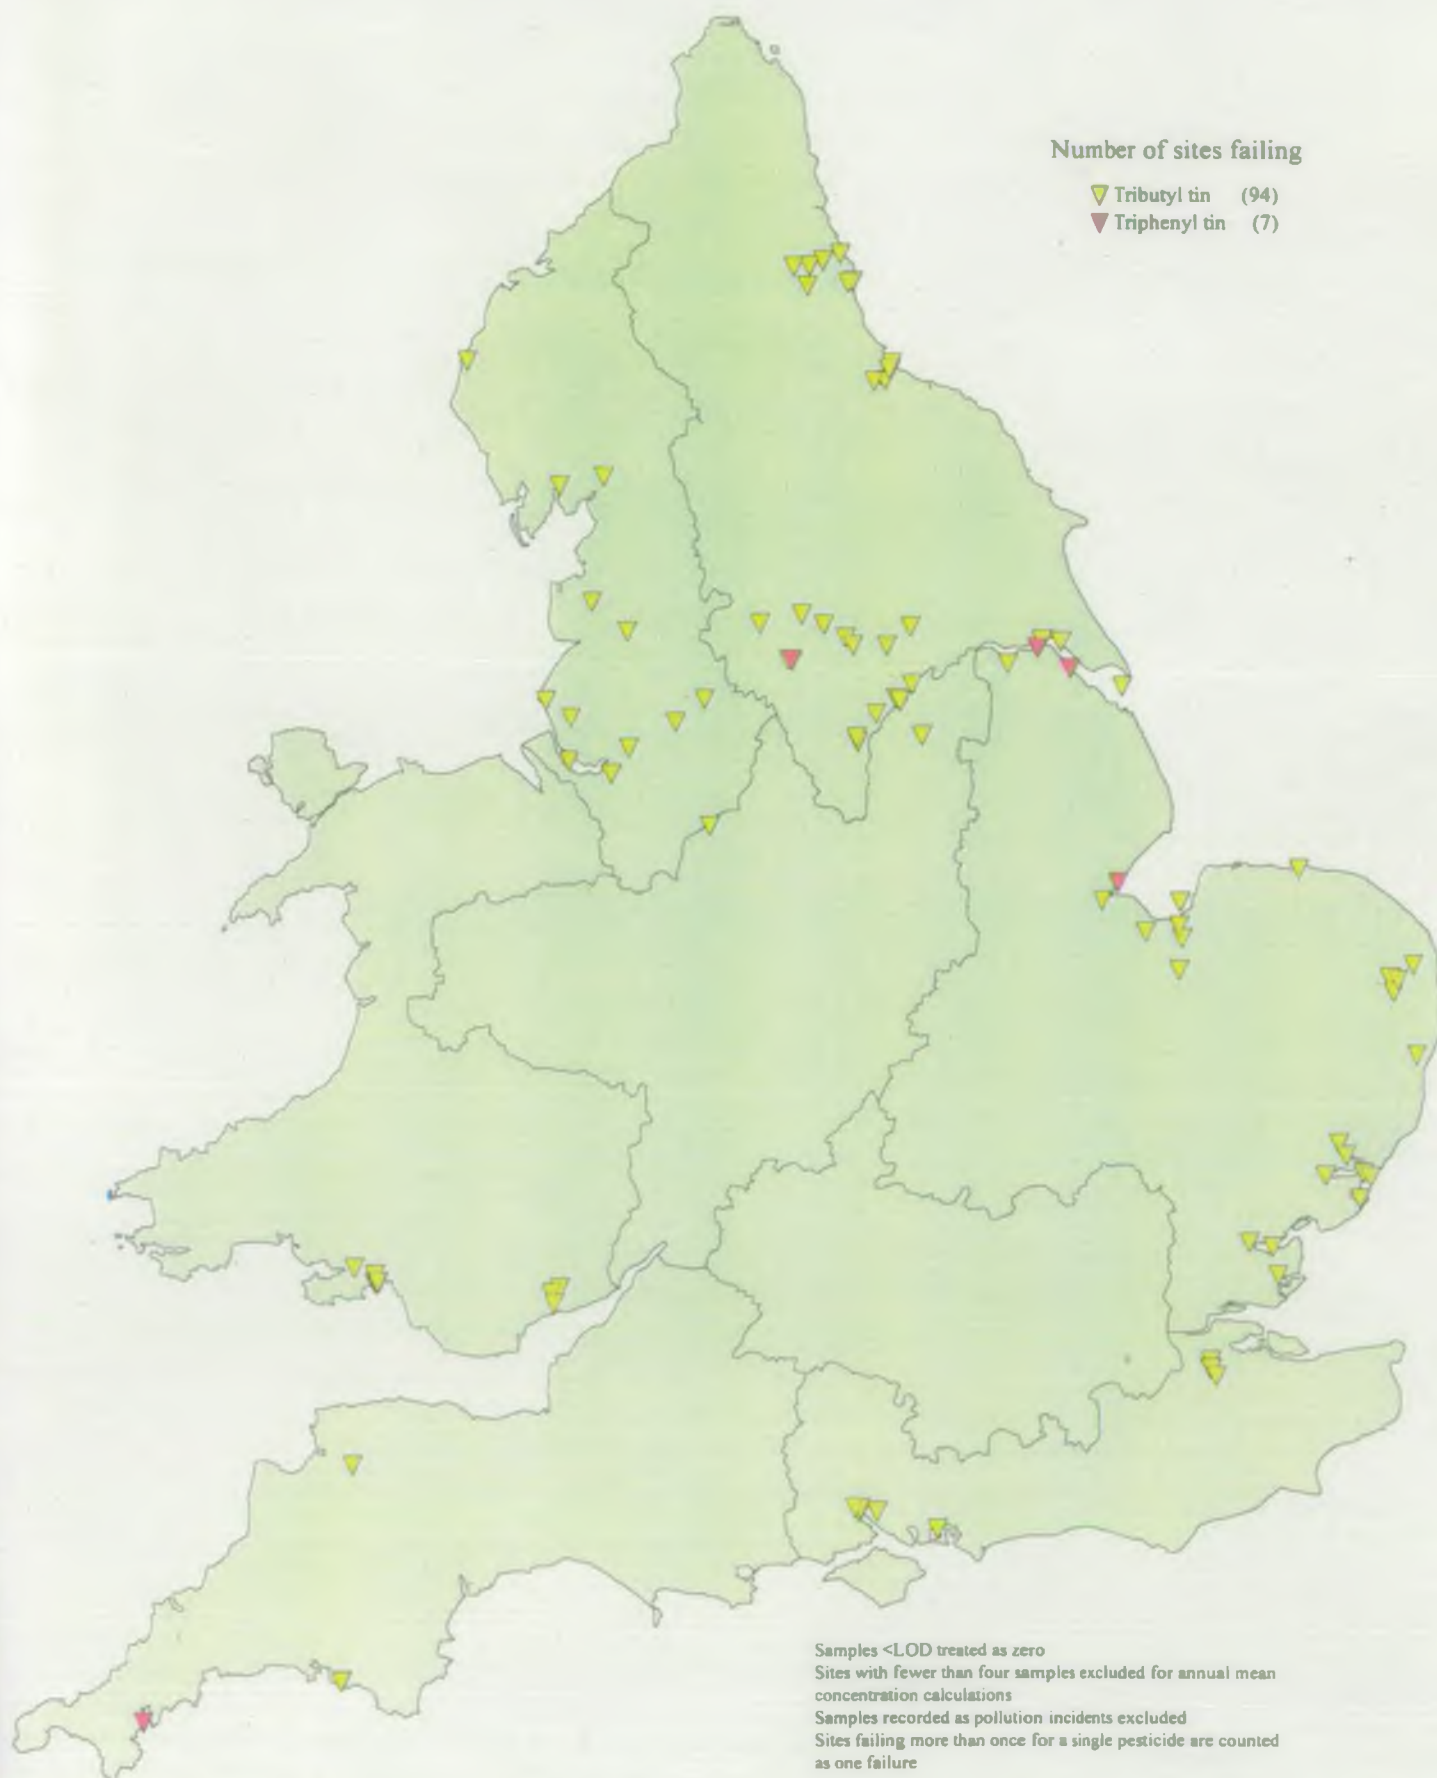 Number of sites failing
Tributyl tin (94)
Triphenyl tin (7)
Samples <LOD treated as zero
Sites with fewer than four samples excluded for annual mean
concentration calculations
Samples recorded as pollution incidents excluded
Sites failing more than once for a single pesticide are counted
as one failure